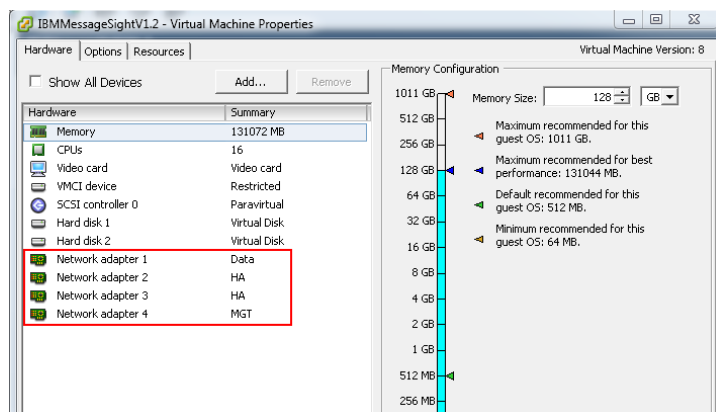 IBMMessageSightV1.2 - Virtual Machine Properties
Hardware Options Resources
Virtual Machine Version: 8
Show All Devices Add... Remove
Hardware Summary
Memory 131072 MB
CPUs 16
Video card Video card
VMCI device Restricted
SCSI controller 0 Paravirtual
Hard disk 1 Virtual Disk
Hard disk 2 Virtual Disk
Network adapter 1 Data
Network adapter 2 HA
Network adapter 3 HA
Network adapter 4 MGT
Memory Configuration
1011 GB
512 GB
256 GB
128 GB
64 GB
32 GB
16 GB
8 GB
4 GB
2 GB
1 GB
512 MB
256 MB
Memory Size: 128 GB
Maximum recommended for this
guest OS: 1011 GB.
Maximum recommended for best
performance: 131044 MB.
Default recommended for this
guest OS: 512 MB.
Minimum recommended for this
guest OS: 64 MB.